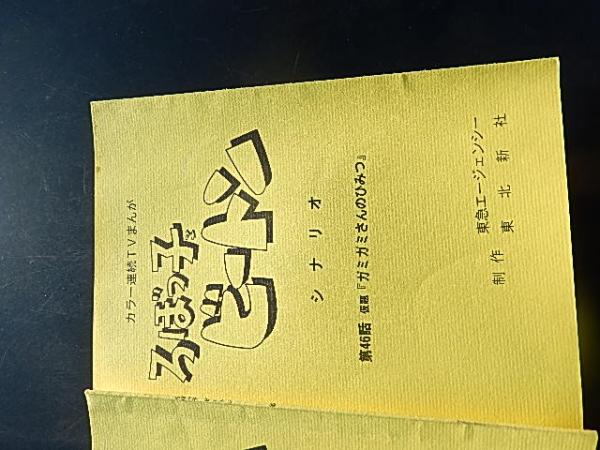 カラー連続TVまんが
ろぼっ子
ビートン
シナリオ
第46話 仮題『ガミガミさんのひみつ』
東急エージェンシー
制作 東北新社